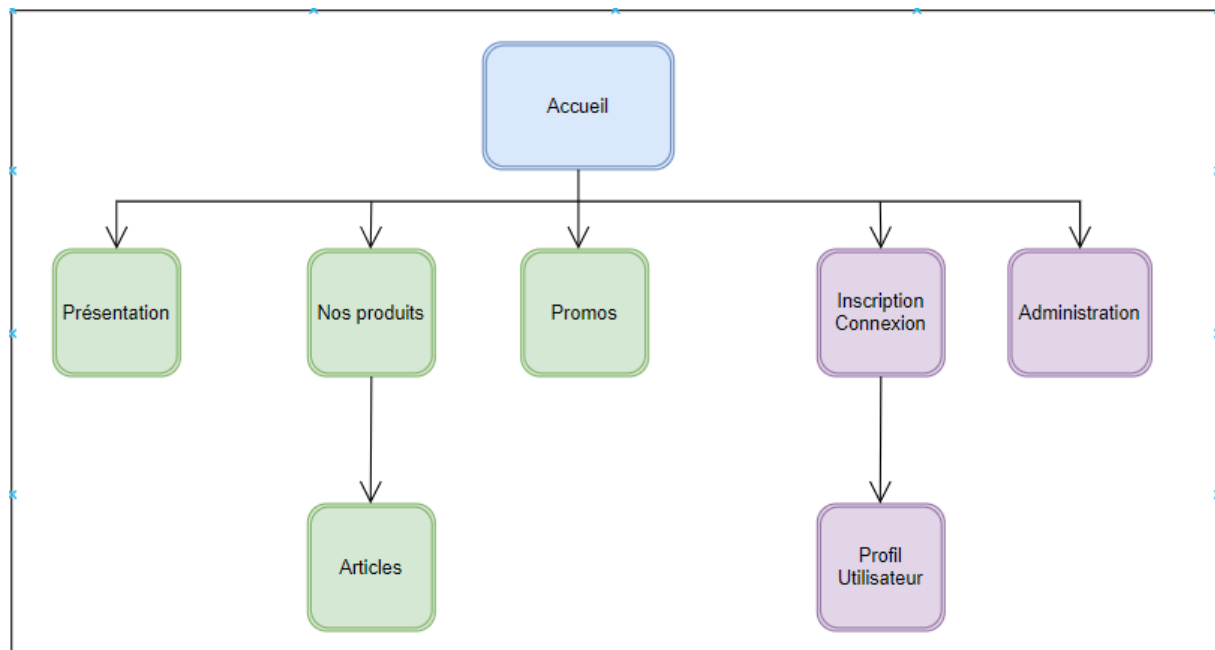 Accueil
Présentation
Nos produits
Promos
Inscription
Connexion
Administration
Articles
Profil
Utilisateur